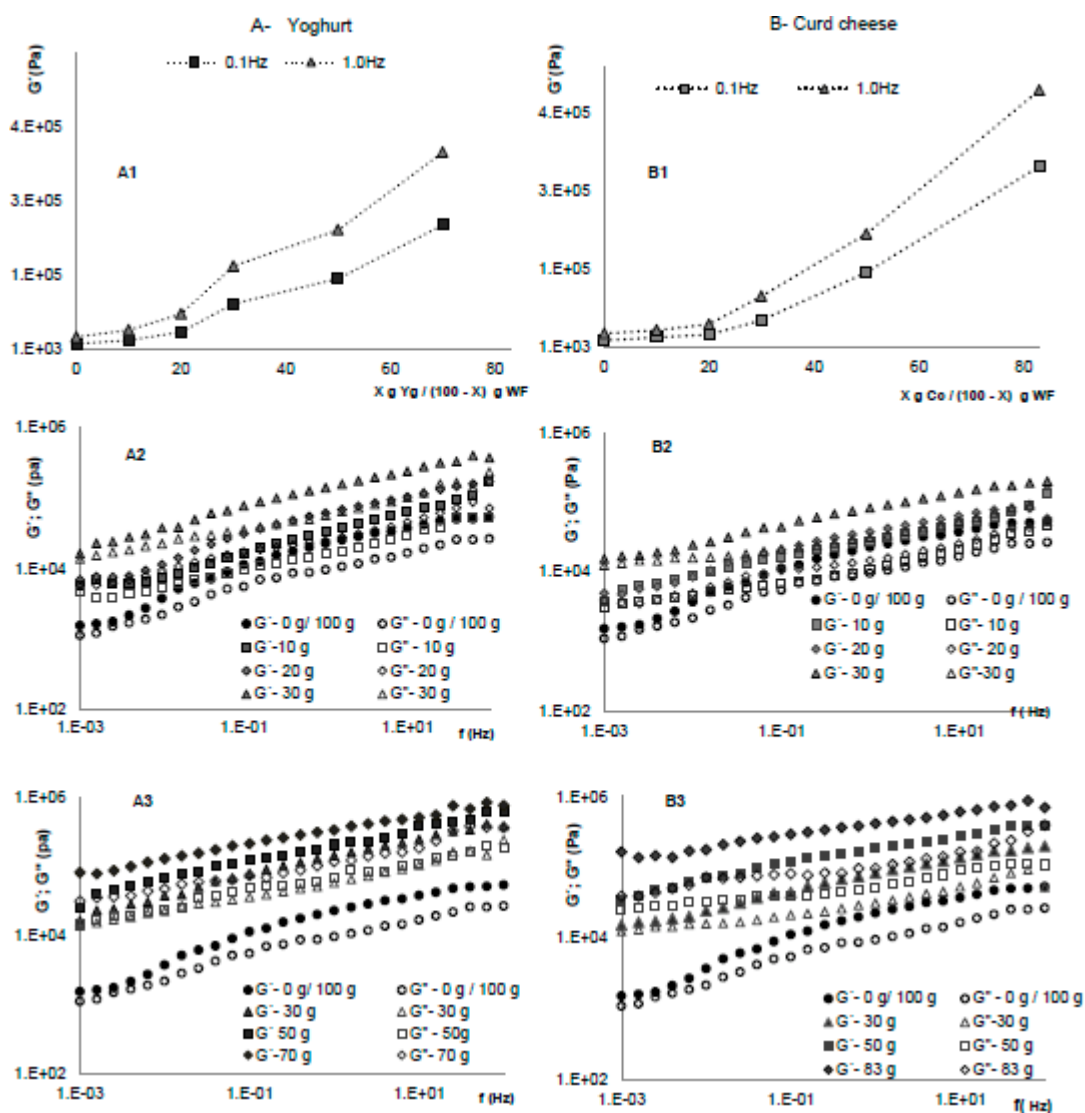 A- Yoghurt
0.1Hz 1.0Hz
G´(Pa)
4.E+05
A1
3.E+05
1.E+05
1.E+03
0 20 40 60 80
X g Yg / (100 - X) g WF
B- Curd cheese
0.1Hz 1.0Hz
G´(Pa)
4.E+05
B1
3.E+05
1.E+05
1.E+03
0 20 40 60 80
X g Co / (100 - X) g WF
1.E+06
A2
G´; G'' (pa)
1.E+04
G´- 0 g/ 100 g G''- 0 g/ 100 g
G´-10 g G'' - 10 g
G´- 20 g G''- 20 g
G´- 30 g G''- 30 g
1.E+02
1.E-03 1.E-01 1.E+01 f (Hz)
1.E+06
B2
G´; G'' (Pa)
1.E+04
G´- 0 g/ 100 g G''- 0 g/ 100 g
G´- 10 g G'' - 10 g
G´- 20 g G''- 20 g
G´- 30 g G''-30 g
1.E+02
f ( Hz)
1.E-03 1.E-01 1.E+01
1.E+06
A3
G´; G'' (pa)
1.E+04
G´- 0 g/ 100 g G'' - 0 g / 100 g
G´- 30 g G''-30 g
G´ 50 g G'' - 50g
G´-70 g G''-70 g
1.E+02
1.E-03 1.E-01 1.E+01 f (Hz)
1.E+06
B3
G´; G'' (Pa)
1.E+04
G´- 0 g/ 100 g G'' - 0 g / 100 g
G´- 30 g G''-30 g
G´- 50 g G'' - 50 g
G´- 83 g G''- 83 g
1.E+02
1.E-03 1.E-01 1.E+01 f( Hz)